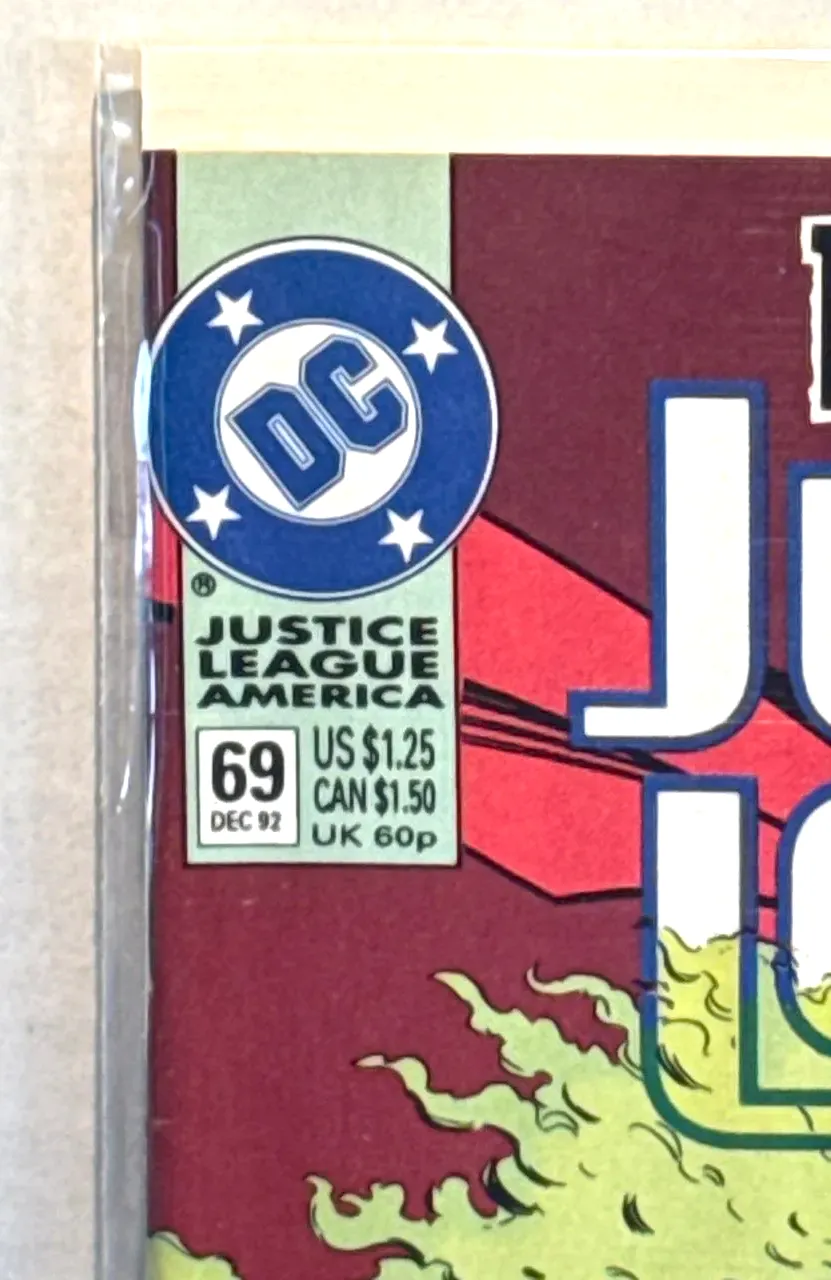 DC
®
JUSTICE
LEAGUE
AMERICA
69
DEC 92
US $1.25
CAN $1.50
UK 60p